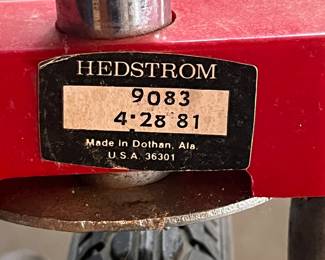 HEDSTROM
9083
4·28 81
Made in Dothan, Ala.
U.S.A. 36301